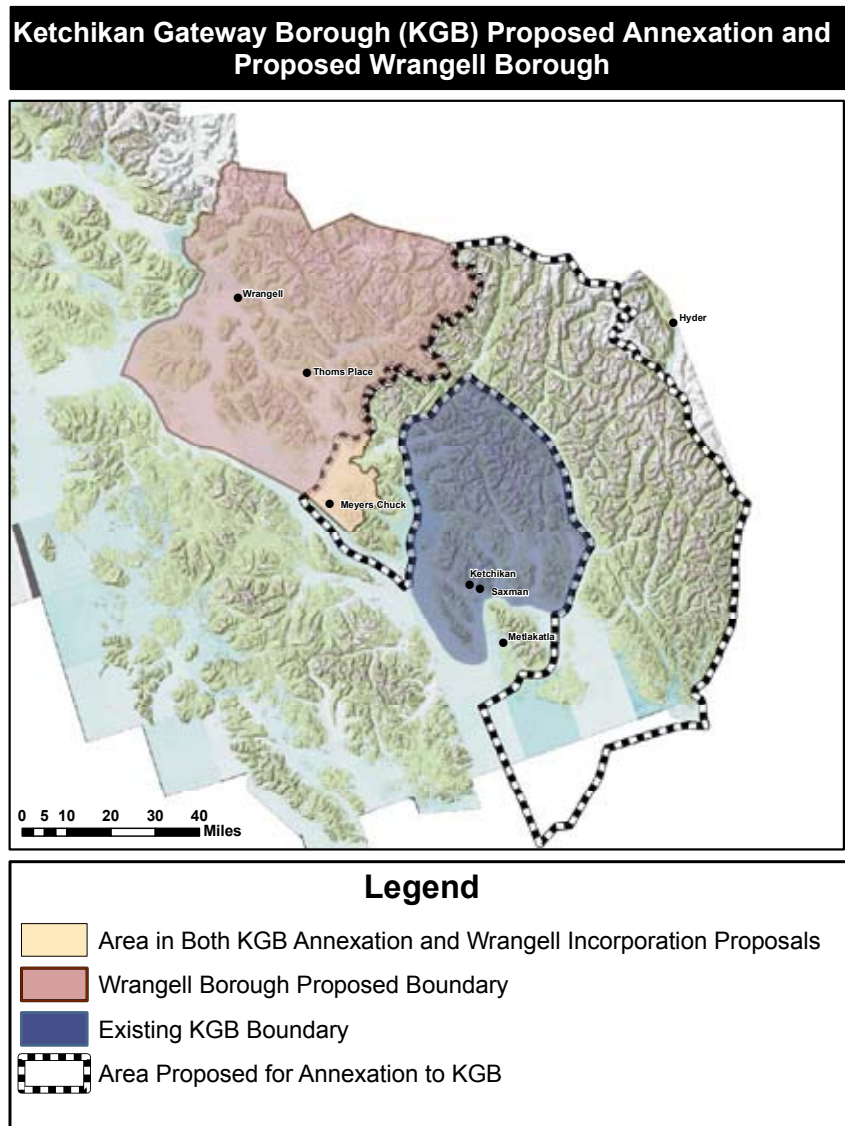 Ketchikan Gateway Borough (KGB) Proposed Annexation and
Proposed Wrangell Borough
Wrangell
Hyder
Thoms Place
Meyers Chuck
Ketchikan
Saxman
Metlakatla
0 5 10 20 30 40
Miles
Legend
Area in Both KGB Annexation and Wrangell Incorporation Proposals
Wrangell Borough Proposed Boundary
Existing KGB Boundary
Area Proposed for Annexation to KGB